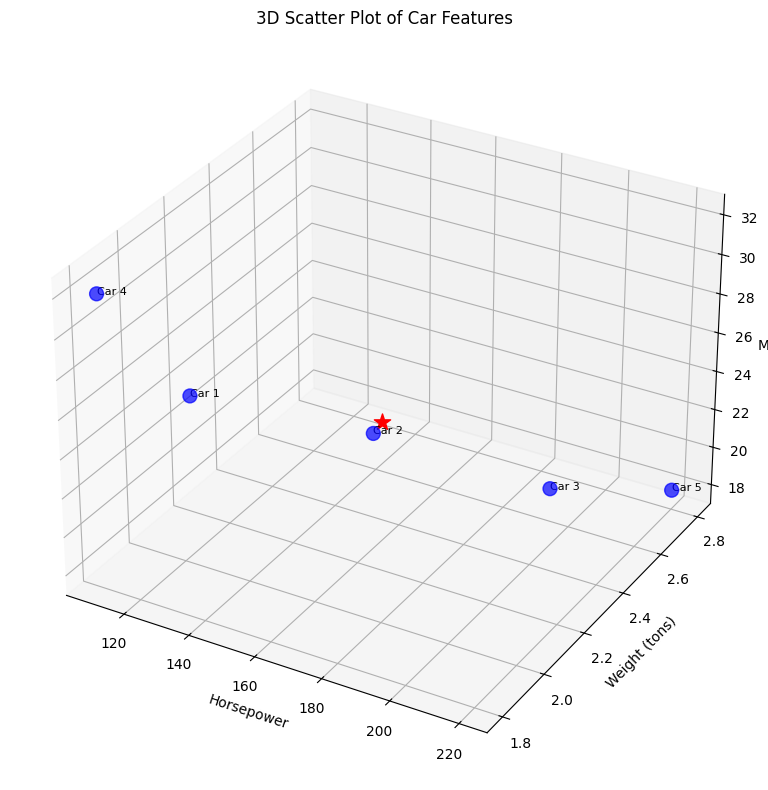 3D Scatter Plot of Car Features
32
30
28
26
24
22
20
18
M
Car 4
Car 1
Car 2
Car 3
Car 5
2.8
2.6
2.4
2.2
2.0
1.8
Weight (tons)
120
140
160
180
200
220
Horsepower